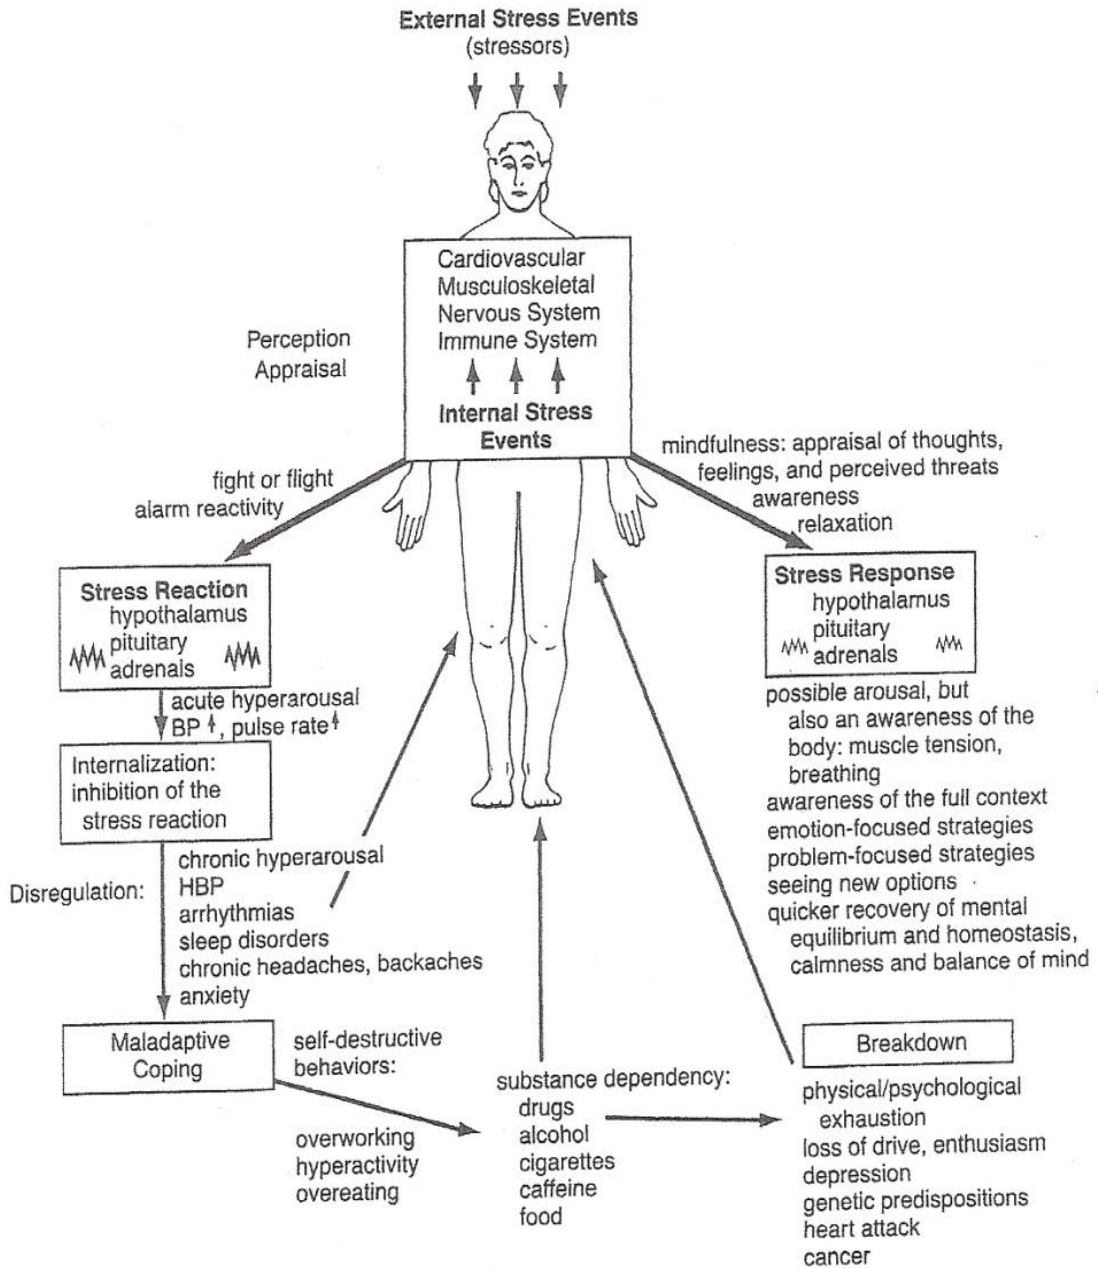 External Stress Events
(stressors)
Cardiovascular
Musculoskeletal
Nervous System
Immune System
Perception
Appraisal
Internal Stress
Events
fight or flight
alarm reactivity
mindfulness: appraisal of thoughts,
feelings, and perceived threats
awareness
relaxation
Stress Reaction
hypothalamus
pituitary
adrenals
acute hyperarousal
BP ↑, pulse rate ↑
Internalization:
inhibition of the
stress reaction
Disregulation:
chronic hyperarousal
HBP
arrhythmias
sleep disorders
chronic headaches, backaches
anxiety
Maladaptive
Coping
self-destructive
behaviors:
overworking
hyperactivity
overeating
substance dependency:
drugs
alcohol
cigarettes
caffeine
food
Stress Response
hypothalamus
pituitary
adrenals
possible arousal, but
also an awareness of the
body: muscle tension,
breathing
awareness of the full context
emotion-focused strategies
problem-focused strategies
seeing new options
quicker recovery of mental
equilibrium and homeostasis,
calmness and balance of mind
Breakdown
physical/psychological
exhaustion
loss of drive, enthusiasm
depression
genetic predispositions
heart attack
cancer